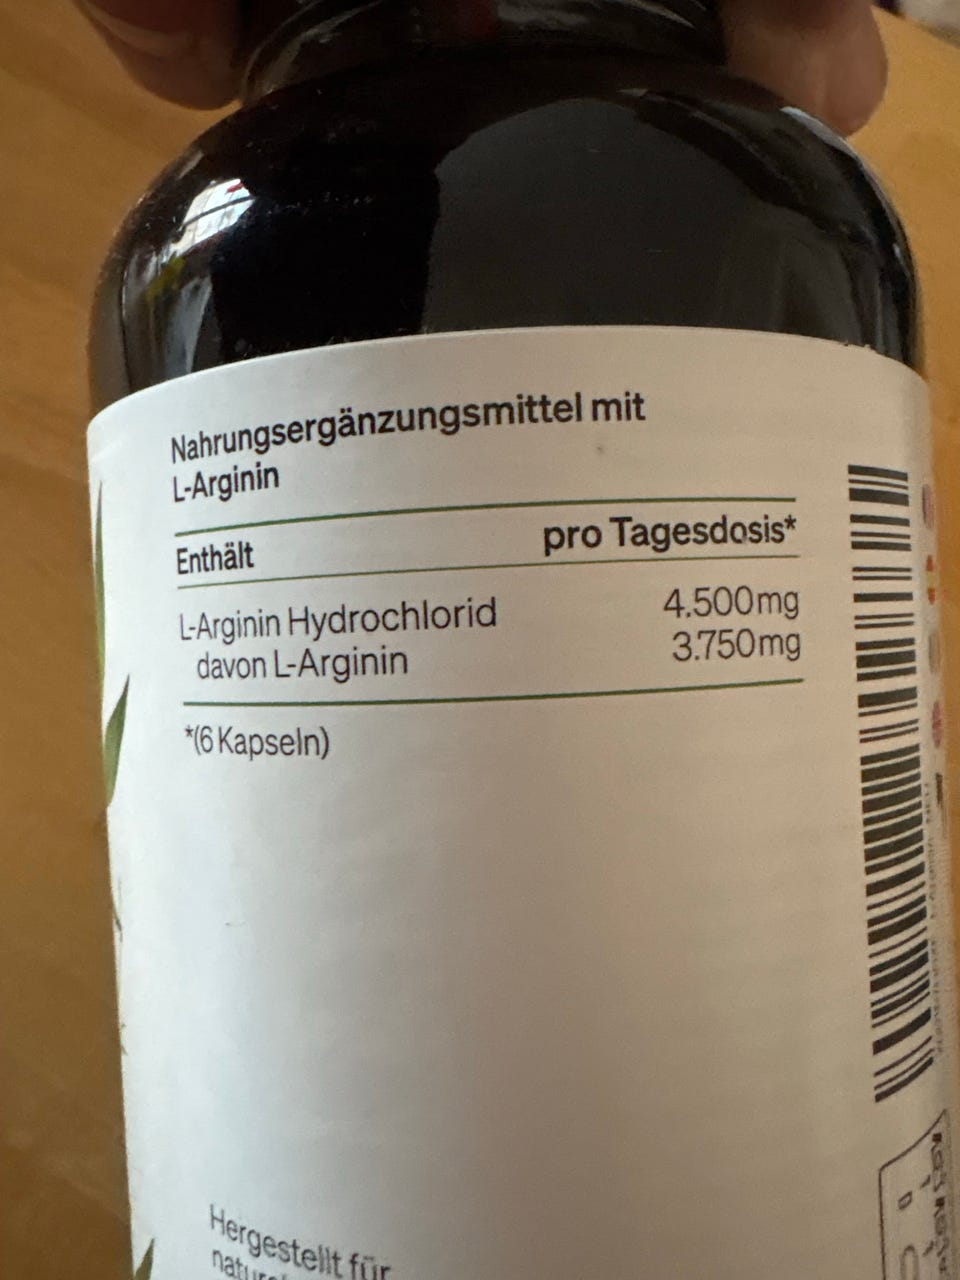 Nahrungsergänzungsmittel mit
L-Arginin
Enthält pro Tagesdosis*
L-Arginin Hydrochlorid 4.500mg
davon L-Arginin 3.750mg
*(6 Kapseln)
Hergestellt für